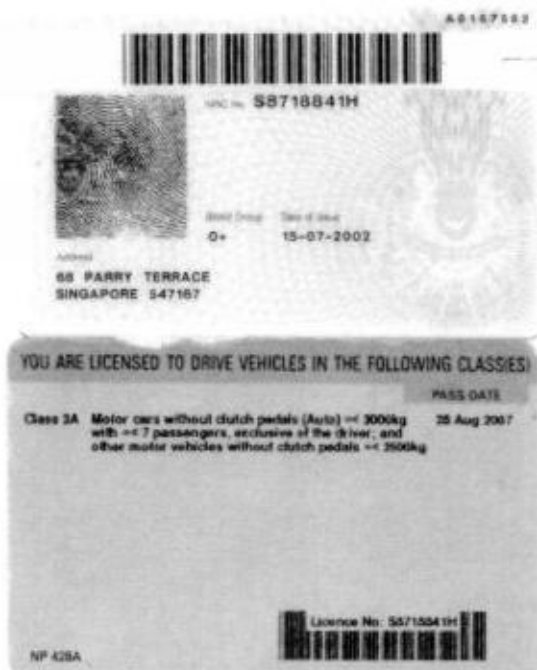 A0167582
NRIC No. S8718841H
Blood Group Date of issue
O+ 15-07-2002
Address
68 PARRY TERRACE
SINGAPORE 547167
YOU ARE LICENSED TO DRIVE VEHICLES IN THE FOLLOWING CLASS(ES)
PASS DATE
Class 3A Motor cars without clutch pedals (Auto) =< 3000kg 28 Aug 2007
with =< 7 passengers, exclusive of the driver; and
other motor vehicles without clutch pedals =< 2500kg
Licence No: S8718841H
NP 428A